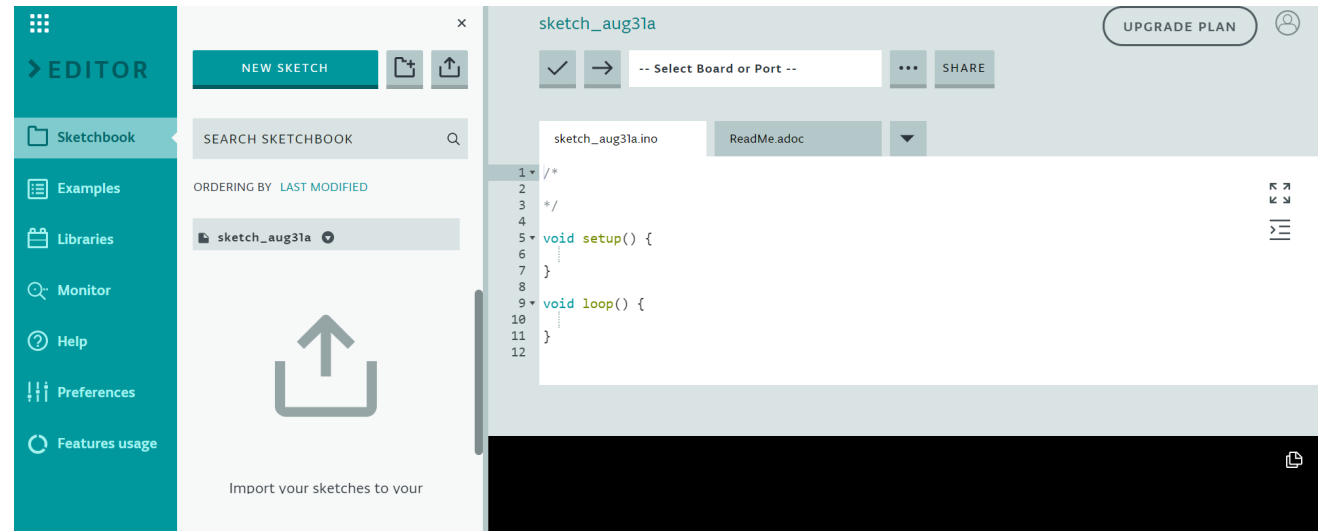 EDITOR
Sketchbook
Examples
Libraries
Monitor
Help
Preferences
Features usage
NEW SKETCH
SEARCH SKETCHBOOK
ORDERING BY LAST MODIFIED
sketch_aug31a
Import your sketches to your
sketch_aug31a
UPGRADE PLAN
-- Select Board or Port --
SHARE
sketch_aug31a.ino
ReadMe.adoc
1 /*
2
3 */
4
5 void setup() {
6
7 }
8
9 void loop() {
10
11 }
12